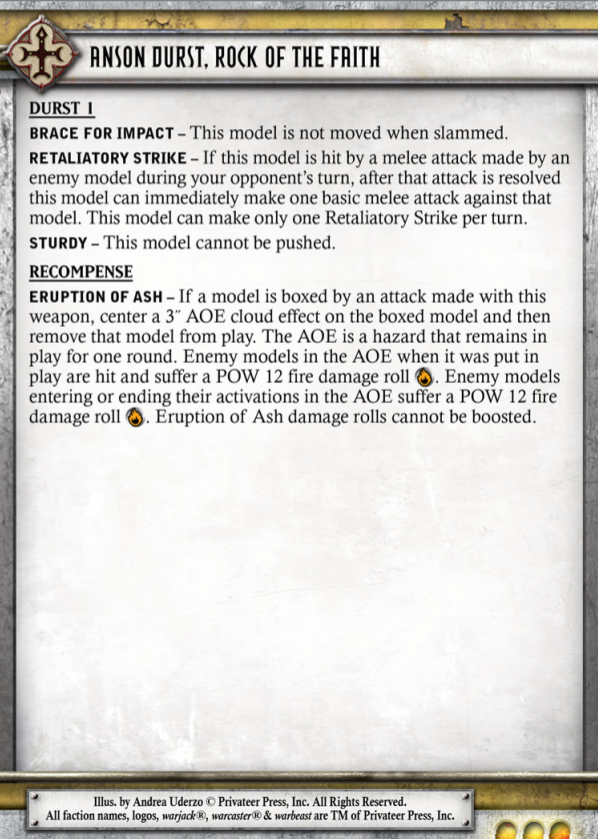 ANSON DURST, ROCK OF THE FAITH
DURST 1
BRACE FOR IMPACT – This model is not moved when slammed.
RETALIATORY STRIKE – If this model is hit by a melee attack made by an
enemy model during your opponent's turn, after that attack is resolved
this model can immediately make one basic melee attack against that
model. This model can make only one Retaliatory Strike per turn.
STURDY – This model cannot be pushed.
RECOMPENSE
ERUPTION OF ASH – If a model is boxed by an attack made with this
weapon, center a 3˝ AOE cloud effect on the boxed model and then
remove that model from play. The AOE is a hazard that remains in
play for one round. Enemy models in the AOE when it was put in
play are hit and suffer a POW 12 fire damage roll . Enemy models
entering or ending their activations in the AOE suffer a POW 12 fire
damage roll . Eruption of Ash damage rolls cannot be boosted.
Illus. by Andrea Uderzo © Privateer Press, Inc. All Rights Reserved.
All faction names, logos, warjack®, warcaster® & warbeast are TM of Privateer Press, Inc.